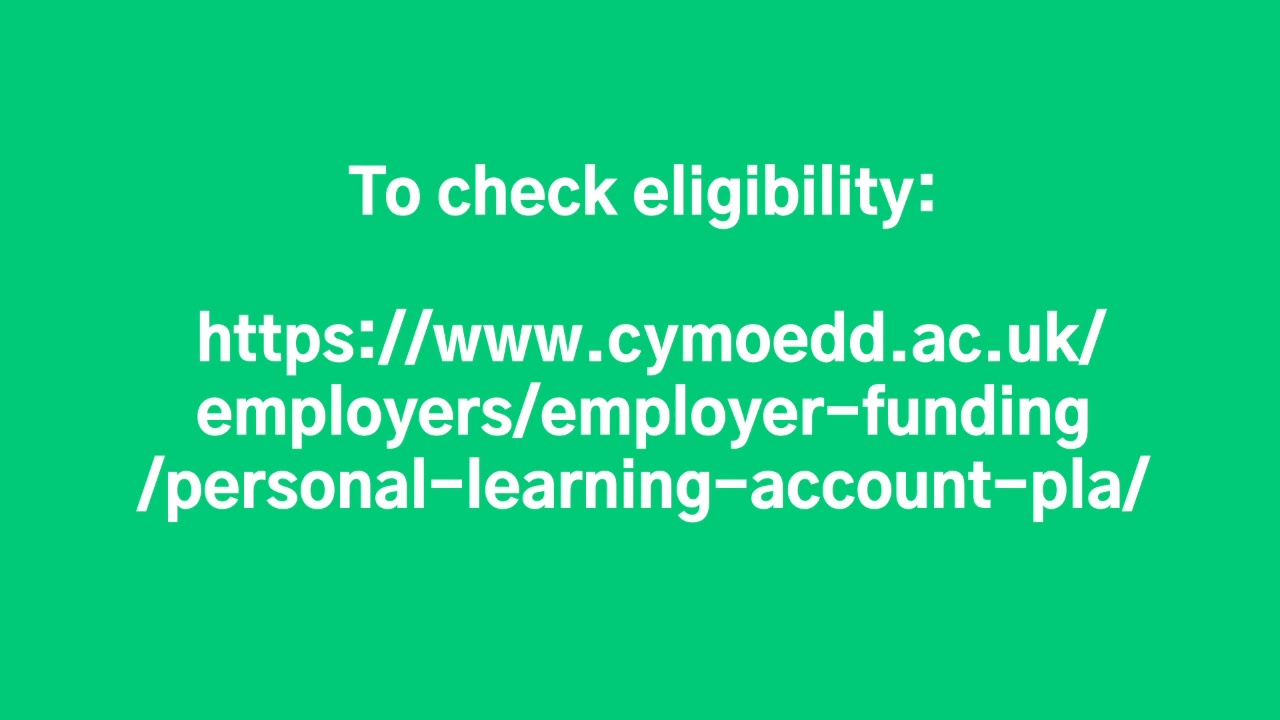 To check eligibility:
https://www.cymoedd.ac.uk/
employers/employer-funding
/personal-learning-account-pla/